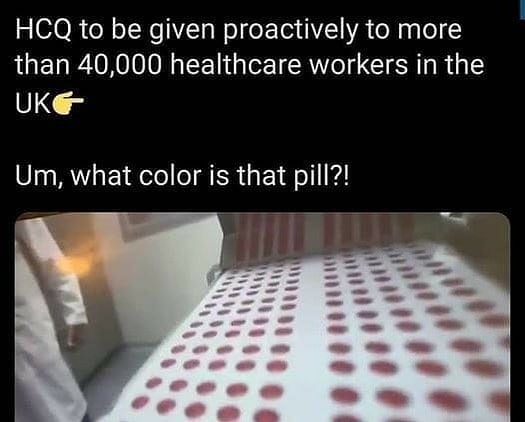 HCQ to be given proactively to more
than 40,000 healthcare workers in the
UK👉
Um, what color is that pill?!